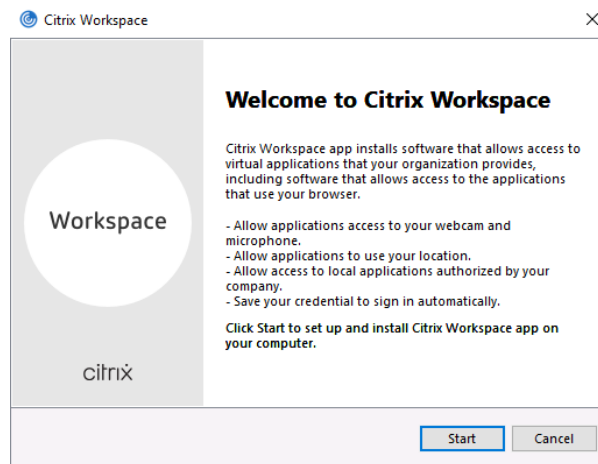 Citrix Workspace
Welcome to Citrix Workspace
Citrix Workspace app installs software that allows access to
virtual applications that your organization provides,
including software that allows access to the applications
that use your browser.
Workspace
- Allow applications access to your webcam and
microphone.
- Allow applications to use your location.
- Allow access to local applications authorized by your
company.
- Save your credential to sign in automatically.
Click Start to set up and install Citrix Workspace app on
your computer.
citrix
Start
Cancel